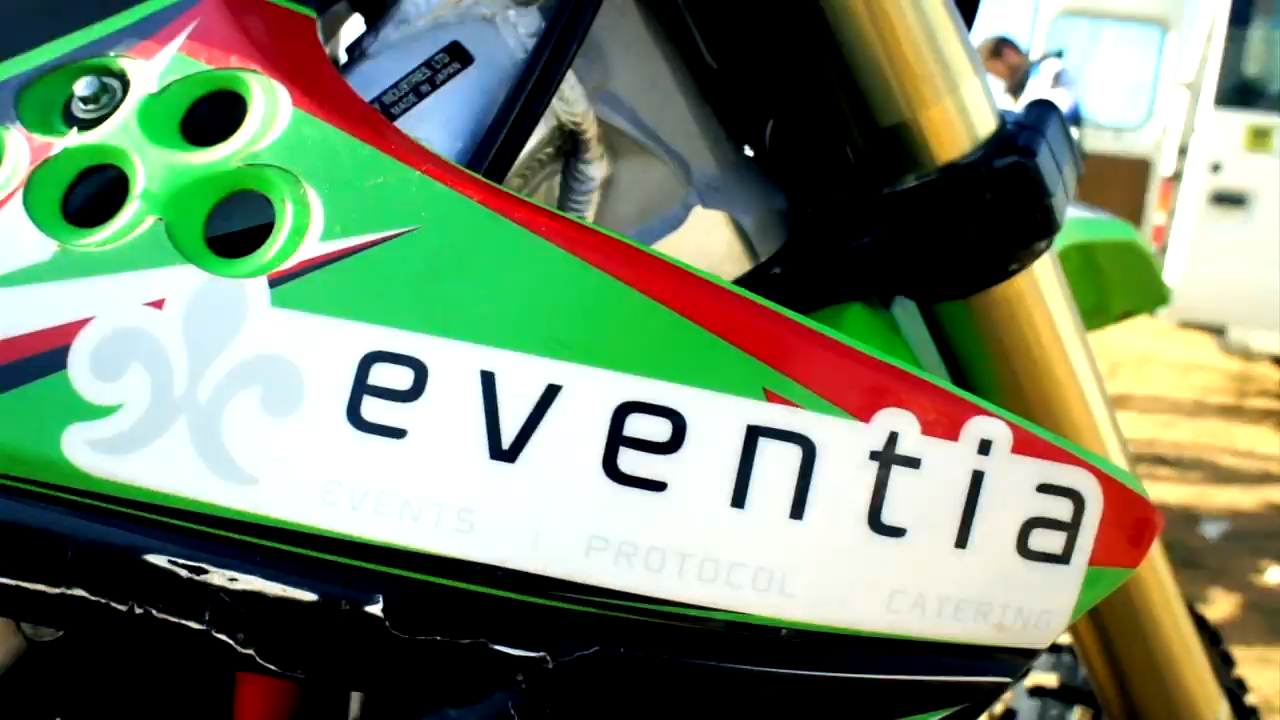 INDUSTRIES LTD
MADE IN JAPAN
eventia
EVENTS | PROTOCOL | CATERING